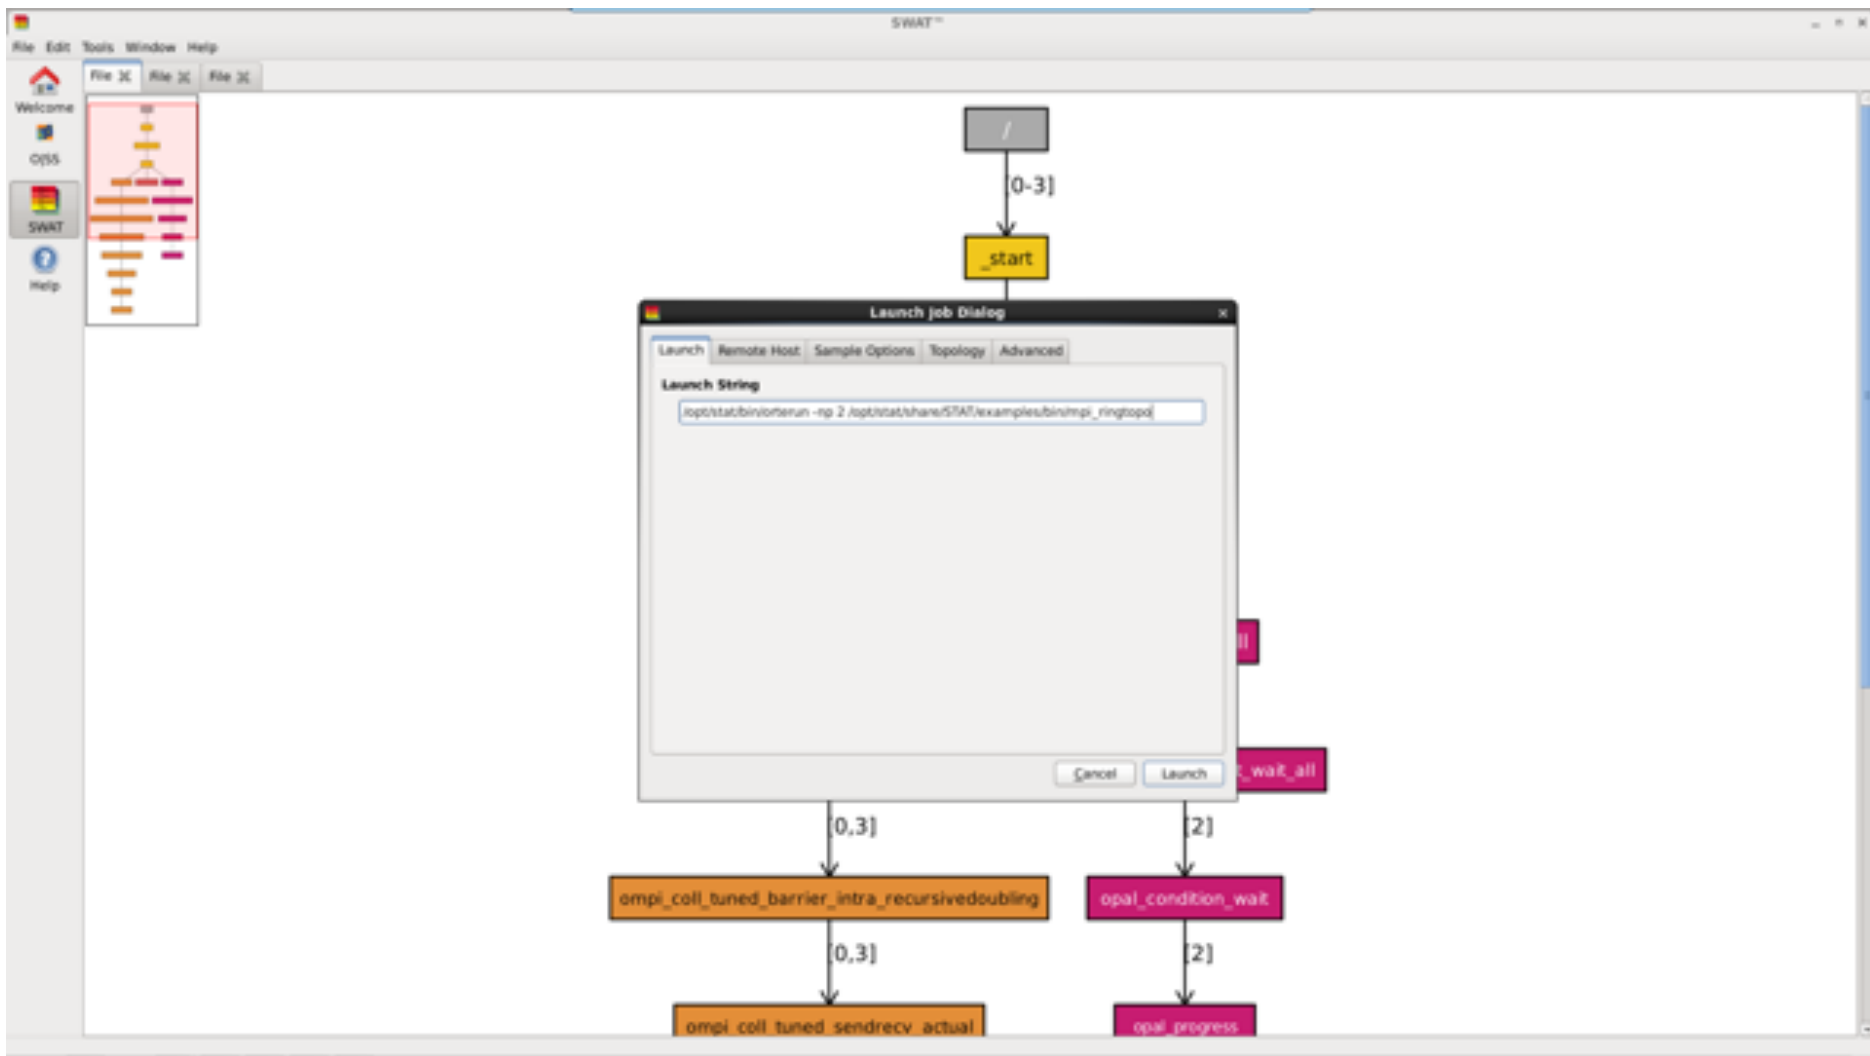 SWAT™
File Edit Tools Window Help
File File File
Welcome
O|SS
SWAT
Help
/
[0-3]
_start
Launch Job Dialog
Launch Remote Host Sample Options Topology Advanced
Launch String
/opt/stat/bin/orterun -np 2 /opt/stat/share/STAT/examples/bin/mpi_ringtopo
ll
t_wait_all
Cancel Launch
[0,3] [2]
ompi_coll_tuned_barrier_intra_recursivedoubling opal_condition_wait
[0,3] [2]
ompi_coll_tuned_sendrecv_actual opal_progress